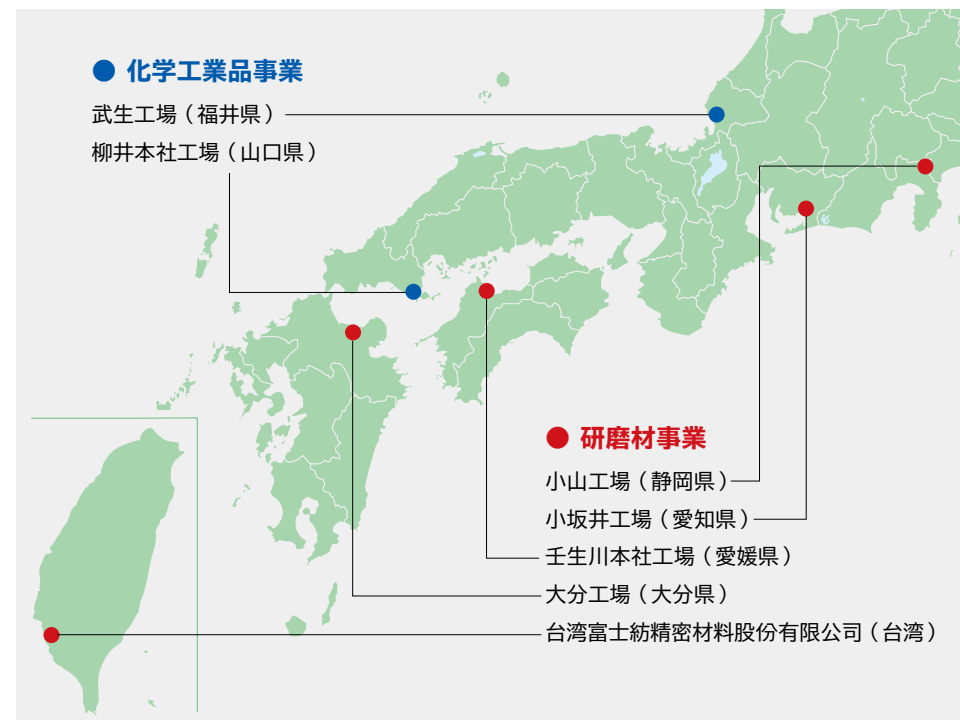 化学工業品事業
武生工場（福井県）
柳井本社工場（山口県）
研磨材事業
小山工場（静岡県）
小坂井工場（愛知県）
壬生川本社工場（愛媛県）
大分工場（大分県）
台湾富士紡精密材料股份有限公司（台湾）